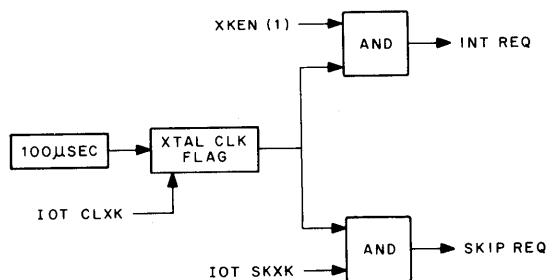 XKEN (1)
AND
INT REQ
100µSEC
XTAL CLK
FLAG
IOT CLXK
AND
SKIP REQ
IOT SKXK